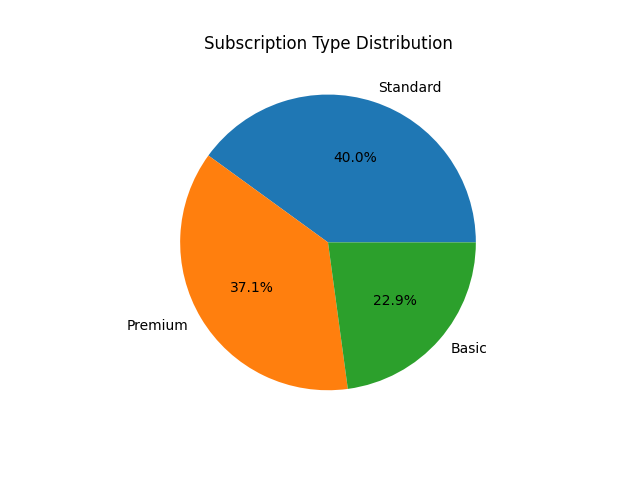 Subscription Type Distribution
Standard
40.0%
37.1%
22.9%
Premium
Basic